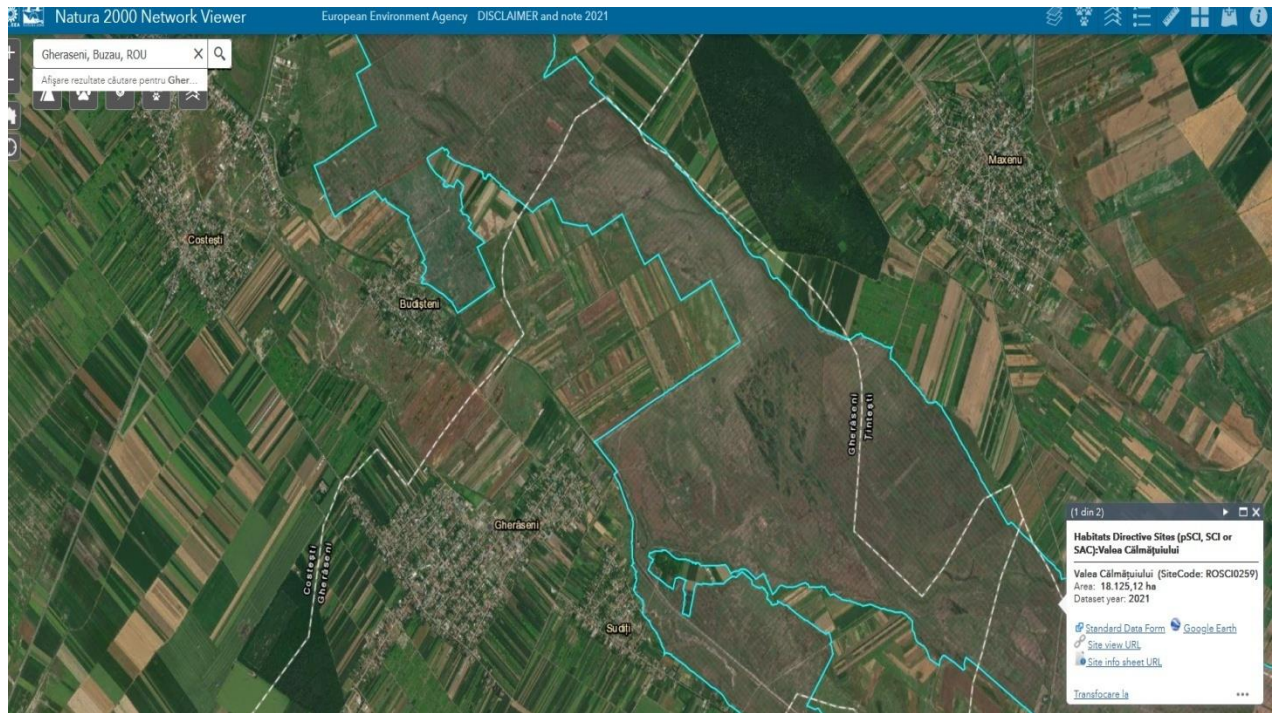 Natura 2000 Network Viewer
European Environment Agency DISCLAIMER and note 2021
Gheraseni, Buzau, ROU
Afișare rezultate căutare pentru Gher...
Maxenu
Costești
Budișteni
Gherăseni
Țintești
Gherăseni
Costești
Gherăseni
Sudiți
(1 din 2)
Habitats Directive Sites (pSCI, SCI or
SAC):Valea Călmățuiului
Valea Călmățuiului (SiteCode: ROSCI0259)
Area: 18.125,12 ha
Dataset year: 2021
Standard Data Form Google Earth
Site view URL
Site info sheet URL
Transfocare la